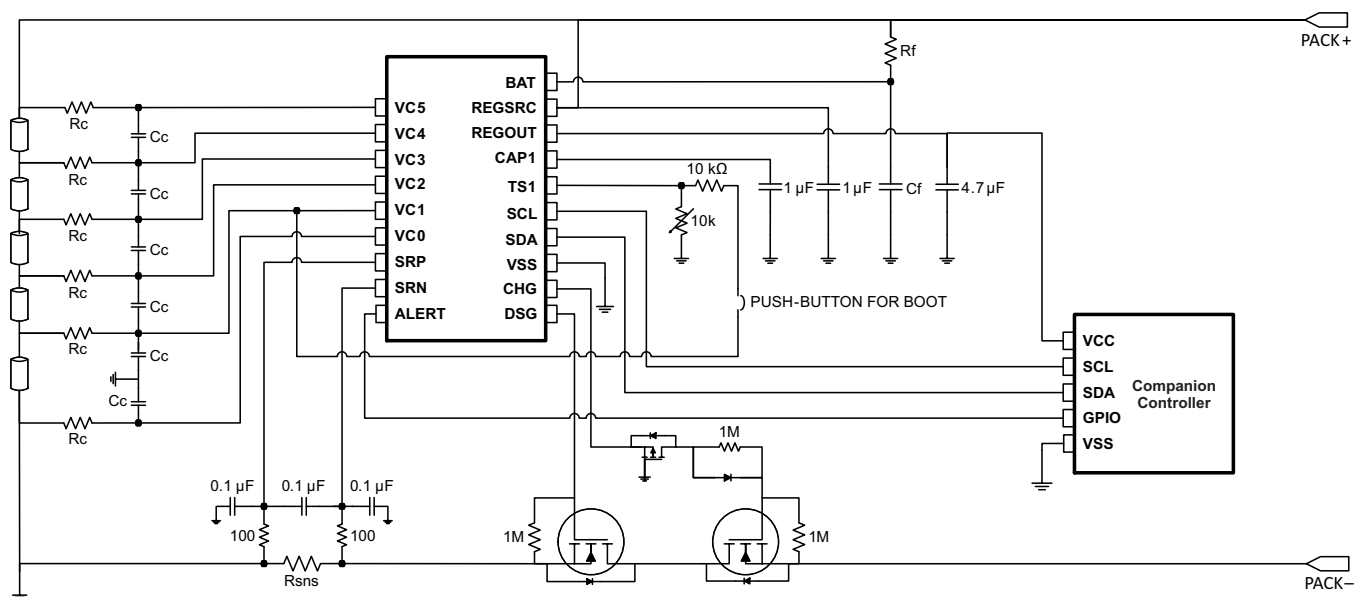 PACK+
Rf
BAT
VC5
REGSRC
Rc
Cc
VC4
REGOUT
Rc
VC3
CAP1
10 kΩ
Cc
VC2
TS1
1 µF
1 µF
Cf
4.7 µF
Rc
VC1
SCL
10k
Cc
VC0
SDA
Rc
SRP
VSS
Cc
SRN
CHG
PUSH-BUTTON FOR BOOT
ALERT
DSG
Rc
Cc
VCC
SCL
Cc
SDA
Companion
Controller
GPIO
Rc
VSS
1M
0.1 µF
0.1 µF
0.1 µF
100
100
1M
1M
Rsns
PACK–